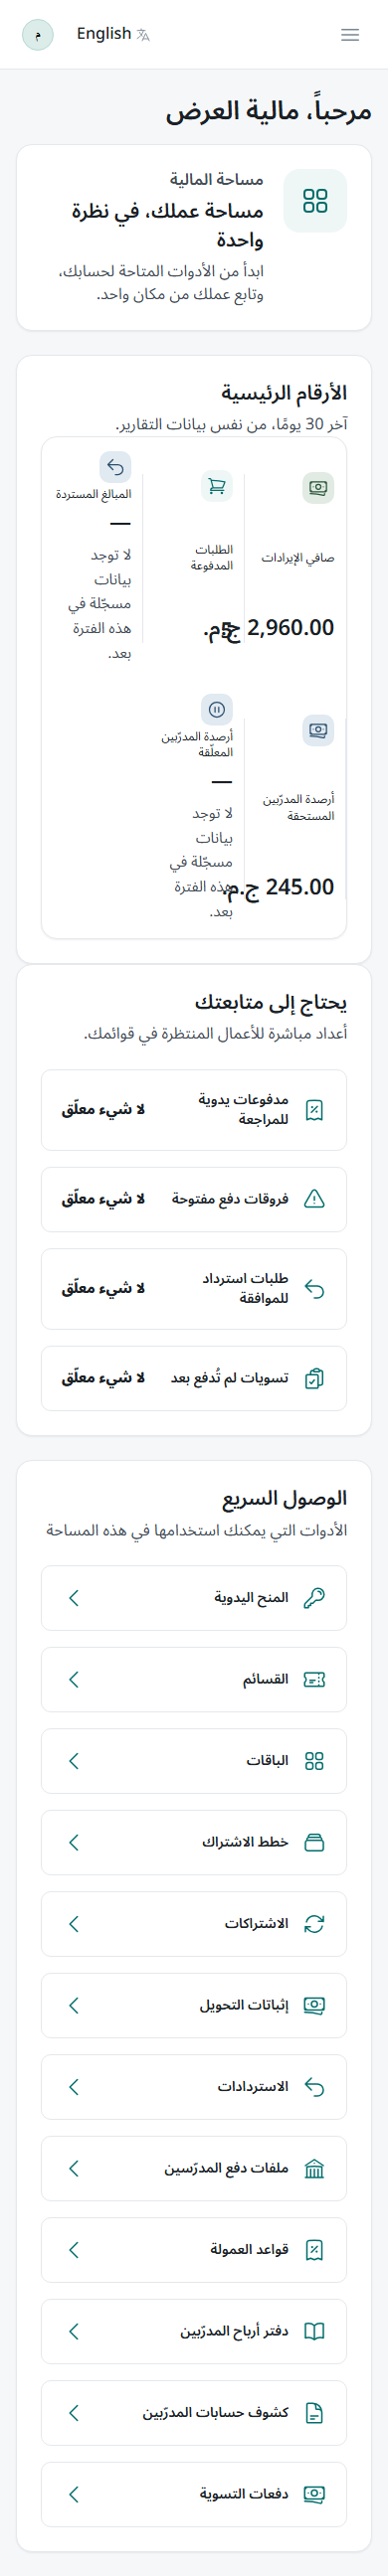 م
English
مرحباً، مالية العرض
مساحة المالية
مساحة عملك، في نظرة
واحدة
ابدأ من الأدوات المتاحة لحسابك،
وتابع عملك من مكان واحد.
الأرقام الرئيسية
آخر 30 يومًا، من نفس بيانات التقارير.
صافي الإيرادات
2,960.00 ج.م.
الطلبات
المدفوعة
5
المبالغ المستردة
—
لا توجد
بيانات
مسجّلة في
هذه الفترة
بعد.
أرصدة المدرّبين
المستحقة
245.00 ج.م.
أرصدة المدرّبين
المعلّقة
—
لا توجد
بيانات
مسجّلة في
هذه الفترة
بعد.
يحتاج إلى متابعتك
أعداد مباشرة للأعمال المنتظرة في قوائمك.
مدفوعات يدوية
للمراجعة
لا شيء معلّق
فروقات دفع مفتوحة
لا شيء معلّق
طلبات استرداد
للموافقة
لا شيء معلّق
تسويات لم تُدفع بعد
لا شيء معلّق
الوصول السريع
الأدوات التي يمكنك استخدامها في هذه المساحة
المنح اليدوية
القسائم
الباقات
خطط الاشتراك
الاشتراكات
إثباتات التحويل
الاستردادات
ملفات دفع المدرّسين
قواعد العمولة
دفتر أرباح المدرّبين
كشوف حسابات المدرّبين
دفعات التسوية